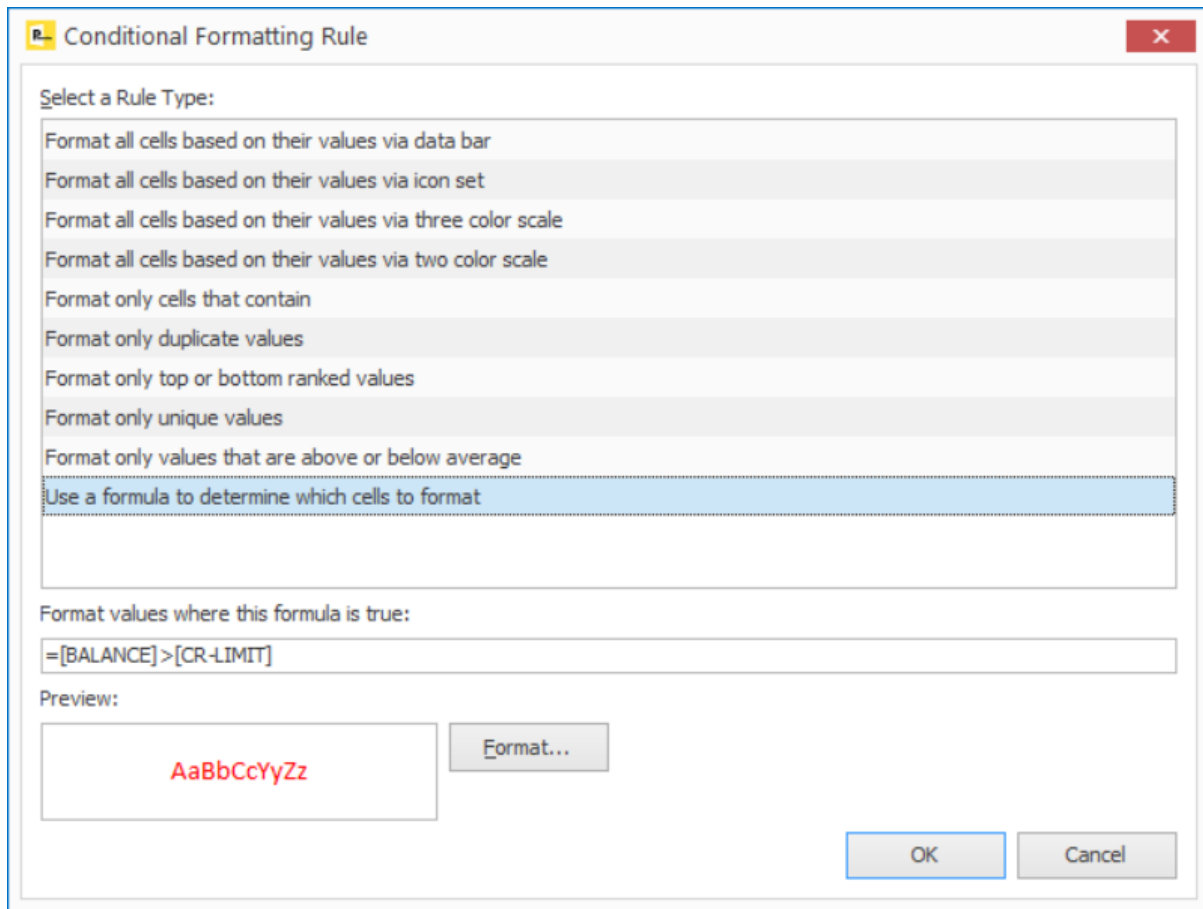 Conditional Formatting Rule
Select a Rule Type:
Format all cells based on their values via data bar
Format all cells based on their values via icon set
Format all cells based on their values via three color scale
Format all cells based on their values via two color scale
Format only cells that contain
Format only duplicate values
Format only top or bottom ranked values
Format only unique values
Format only values that are above or below average
Use a formula to determine which cells to format
Format values where this formula is true:
=[BALANCE]>[CR-LIMIT]
Preview:
AaBbCcYyZz
Format...
OK Cancel